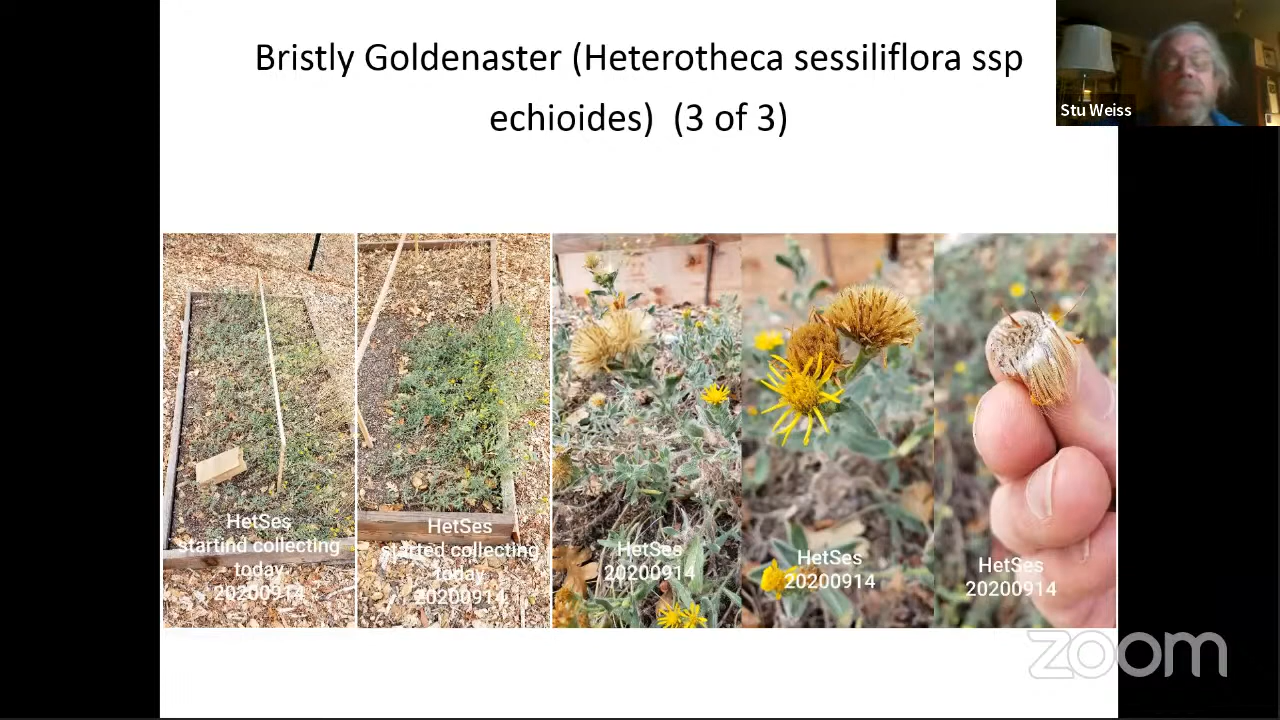 Bristly Goldenaster (Heterotheca sessiliflora ssp
echioides) (3 of 3)
Stu Weiss
HetSes
startind collecting
today
20200914
HetSes
started collecting
today
20200914
HetSes
20200914
HetSes
20200914
HetSes
20200914
zoom